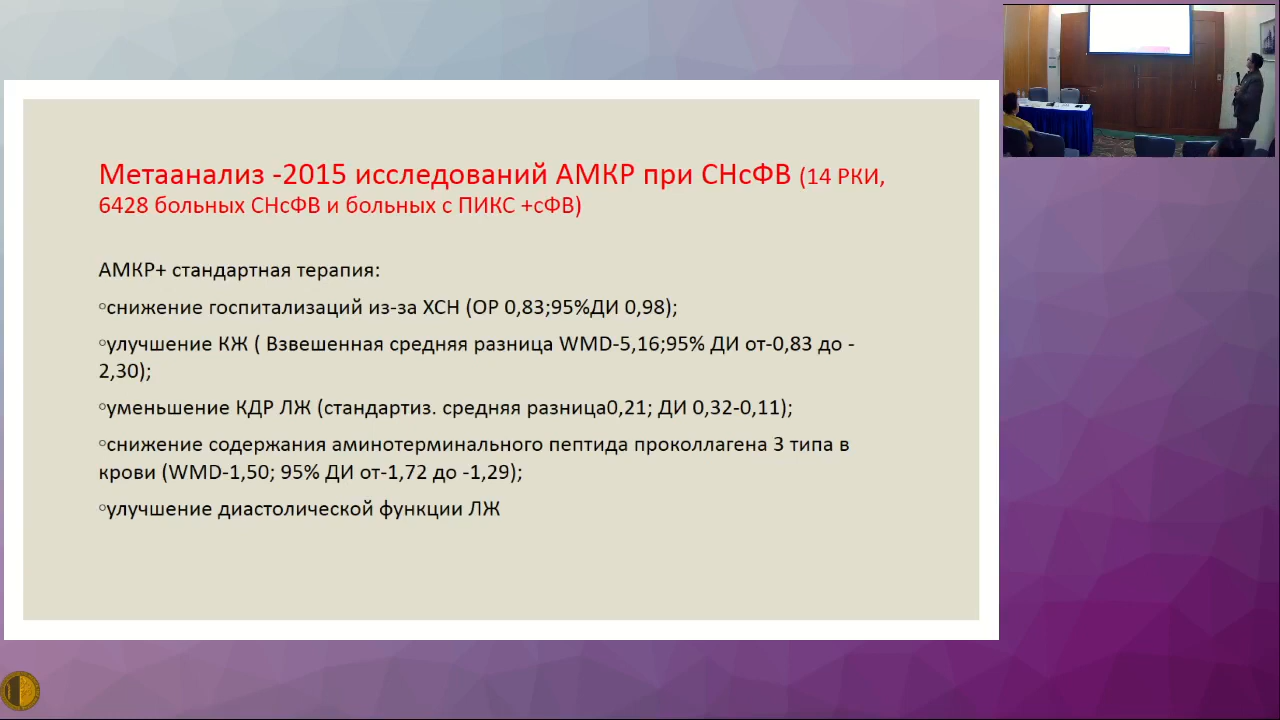 Метаанализ -2015 исследований АМКР при СНсФВ (14 РКИ,
6428 больных СНсФВ и больных с ПИКС +сФВ)
АМКР+ стандартная терапия:
◦снижение госпитализаций из-за ХСН (ОР 0,83;95%ДИ 0,98);
◦улучшение КЖ ( Взвешенная средняя разница WMD-5,16;95% ДИ от-0,83 до -
2,30);
◦уменьшение КДР ЛЖ (стандартиз. средняя разница0,21; ДИ 0,32-0,11);
◦снижение содержания аминотерминального пептида проколлагена 3 типа в
крови (WMD-1,50; 95% ДИ от-1,72 до -1,29);
◦улучшение диастолической функции ЛЖ